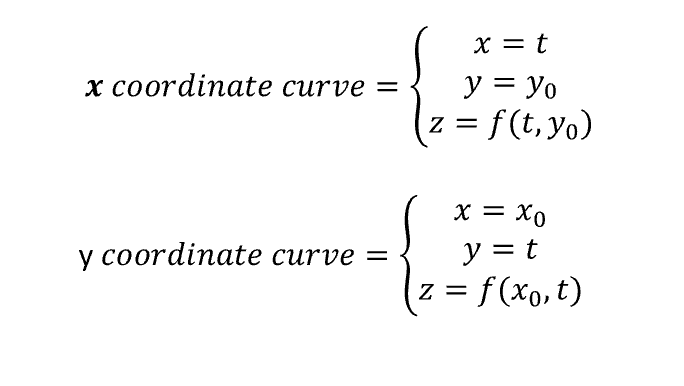 x = t
x coordinate curve = { y = y₀
z = f(t, y₀)
x = x₀
y coordinate curve = { y = t
z = f(x₀, t)